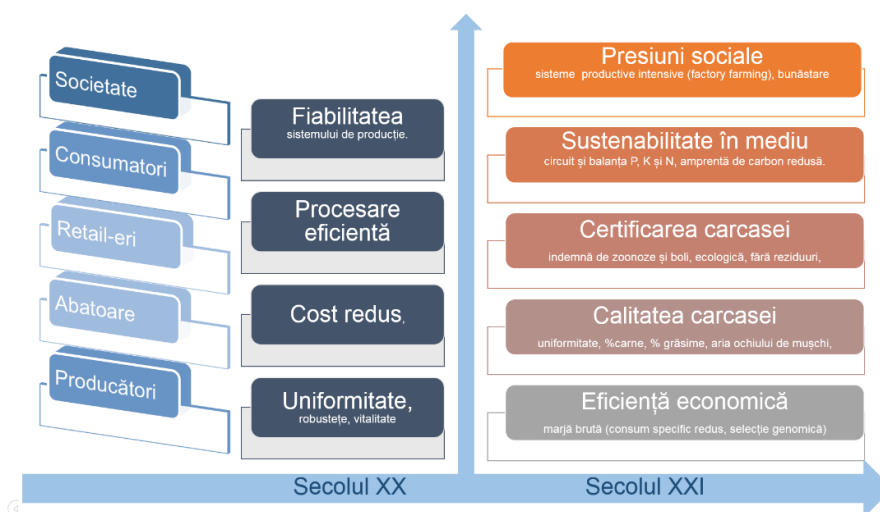 Societate
Consumatori
Retail-eri
Abatoare
Producători
Fiabilitatea
sistemului de producție.
Procesare
eficientă
Cost redus,
Uniformitate,
robustețe, vitalitate
Presiuni sociale
sisteme productive intensive (factory farming), bunăstare
Sustenabilitate în mediu
circuit și balanța P, K și N, amprentă de carbon redusă.
Certificarea carcasei
indemnă de zoonoze și boli, ecologică, fără reziduuri,
Calitatea carcasei
uniformitate, %carne, % grăsime, aria ochiului de mușchi,
Eficiență economică
marjă brută (consum specific redus, selecție genomică)
Secolul XX
Secolul XXI